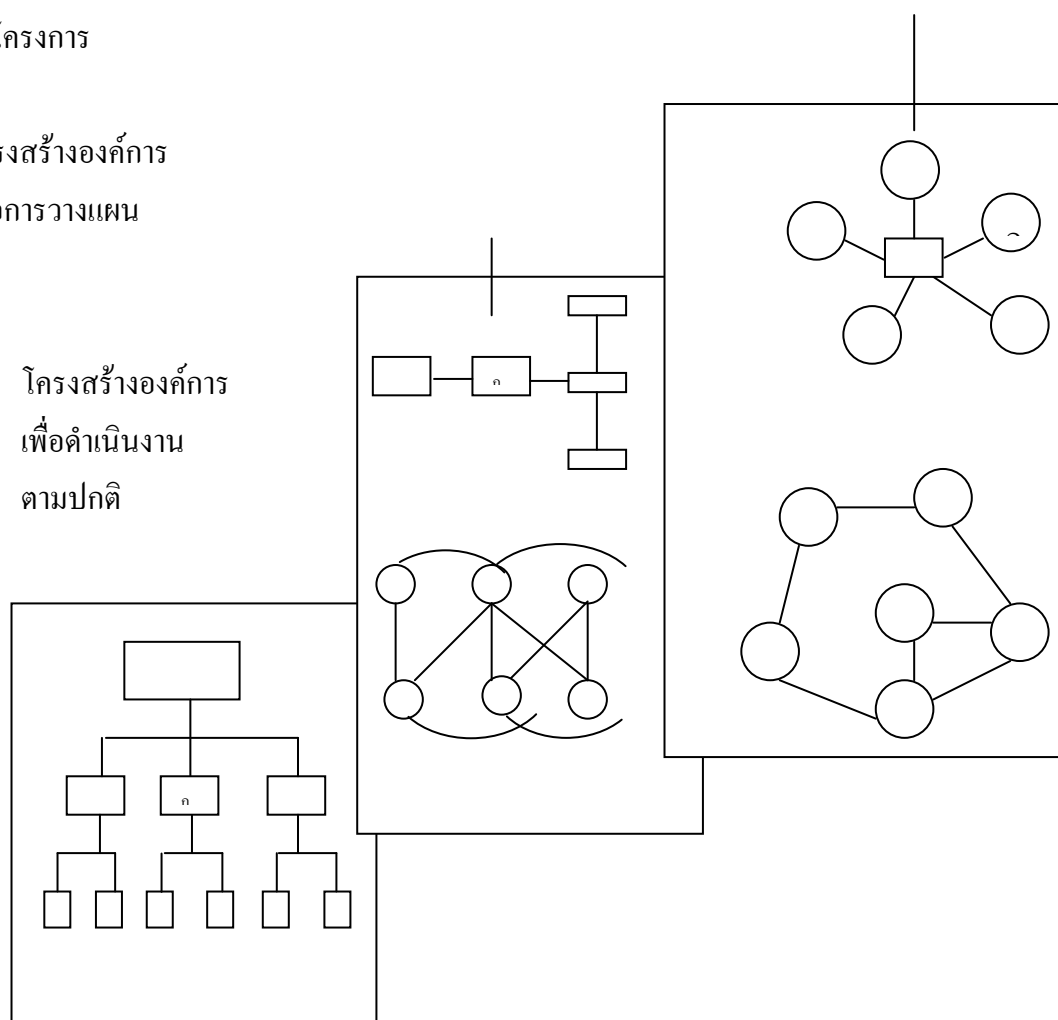 โครงการ
งสร้างองค์การ
การวางแผน
โครงสร้างองค์การ
เพื่อดำเนินงาน
ตามปกติ
ค
ก